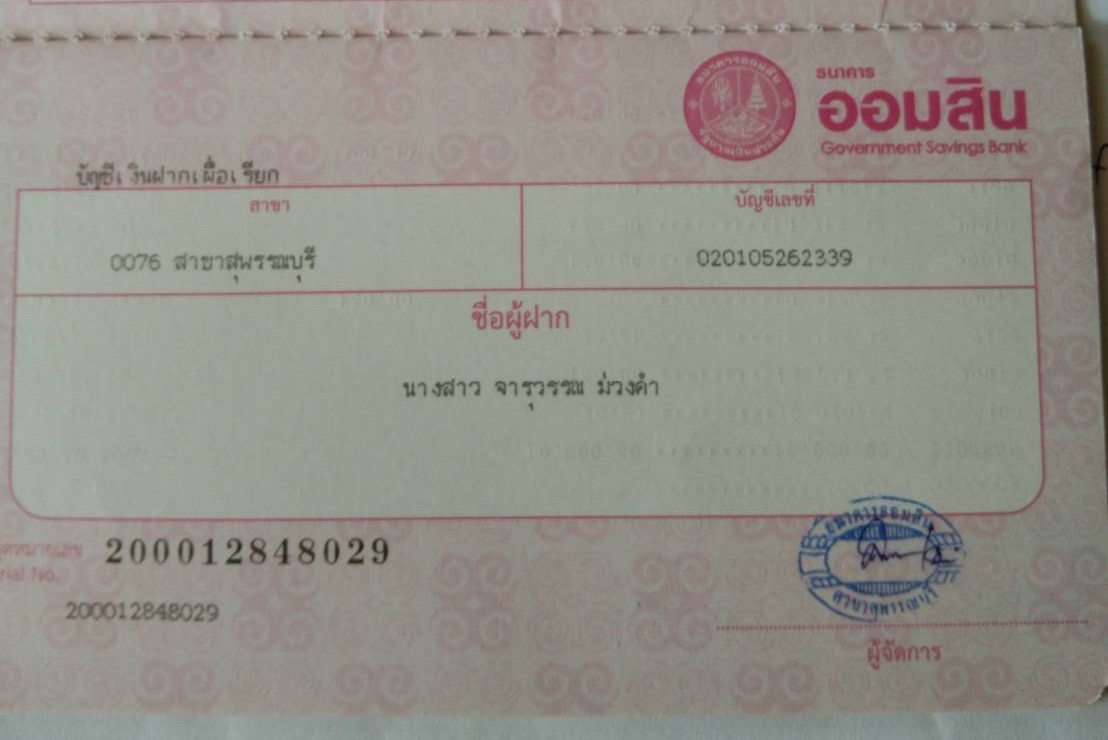 ธนาคาร
ออมสิน
Government Savings Bank
บัญชีเงินฝากเผื่อเรียก
สาขา
บัญชีเลขที่
0076 สาขาสุพรรณบุรี
020105262339
ชื่อผู้ฝาก
นางสาว จารุวรรณ ม่วงคำ
ธนาคารออมสิน
สาขาสุพรรณบุรี
200012848029
No.
200012848029
ผู้จัดการ